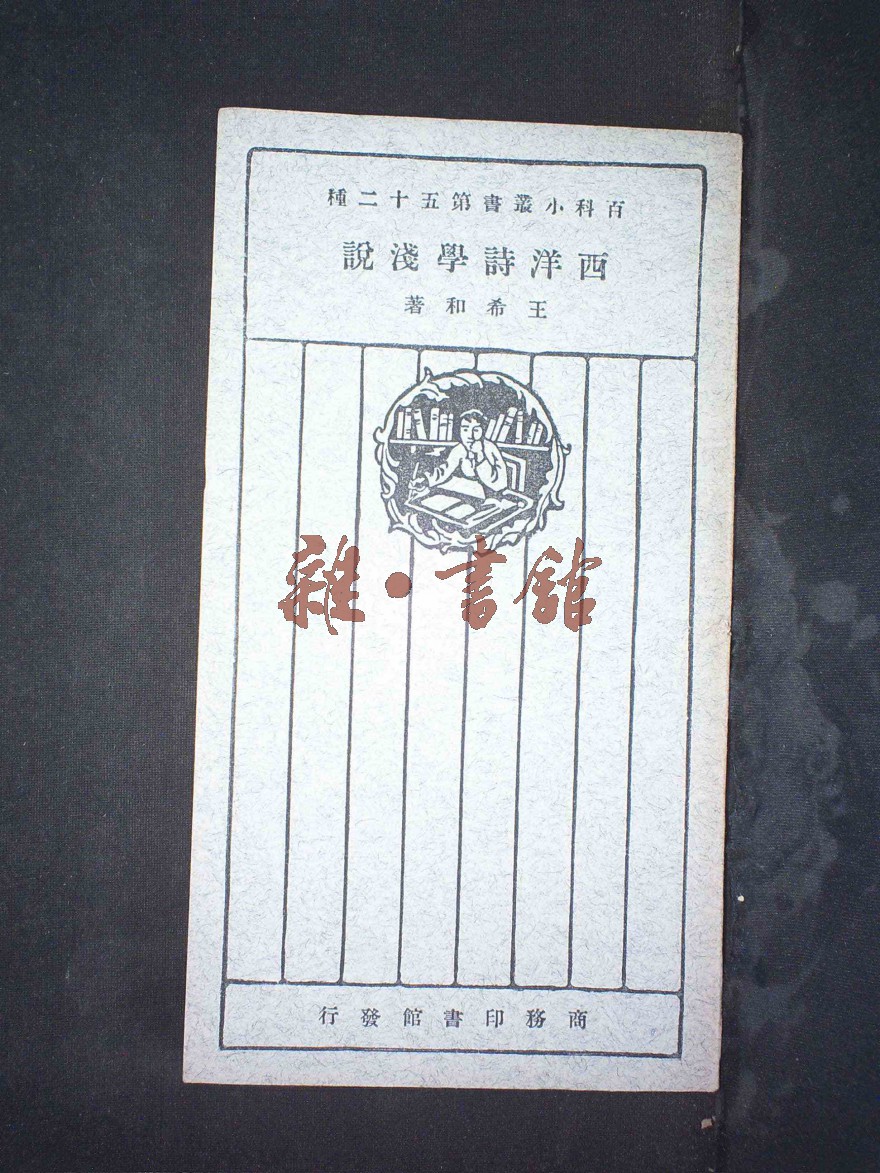 百科小叢書第五十二種
西洋詩學淺說
王希和著
雜·書館
商務印書館發行